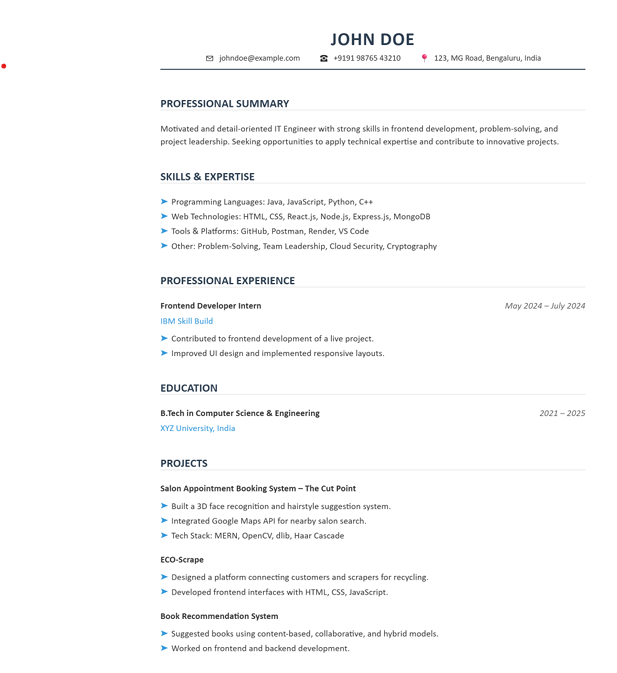 JOHN DOE
johndoe@example.com +9191 98765 43210 123, MG Road, Bengaluru, India
PROFESSIONAL SUMMARY
Motivated and detail-oriented IT Engineer with strong skills in frontend development, problem-solving, and
project leadership. Seeking opportunities to apply technical expertise and contribute to innovative projects.
SKILLS & EXPERTISE
Programming Languages: Java, JavaScript, Python, C++
Web Technologies: HTML, CSS, React.js, Node.js, Express.js, MongoDB
Tools & Platforms: GitHub, Postman, Render, VS Code
Other: Problem-Solving, Team Leadership, Cloud Security, Cryptography
PROFESSIONAL EXPERIENCE
Frontend Developer Intern May 2024 – July 2024
IBM Skill Build
Contributed to frontend development of a live project.
Improved UI design and implemented responsive layouts.
EDUCATION
B.Tech in Computer Science & Engineering 2021 – 2025
XYZ University, India
PROJECTS
Salon Appointment Booking System – The Cut Point
Built a 3D face recognition and hairstyle suggestion system.
Integrated Google Maps API for nearby salon search.
Tech Stack: MERN, OpenCV, dlib, Haar Cascade
ECO-Scrape
Designed a platform connecting customers and scrapers for recycling.
Developed frontend interfaces with HTML, CSS, JavaScript.
Book Recommendation System
Suggested books using content-based, collaborative, and hybrid models.
Worked on frontend and backend development.